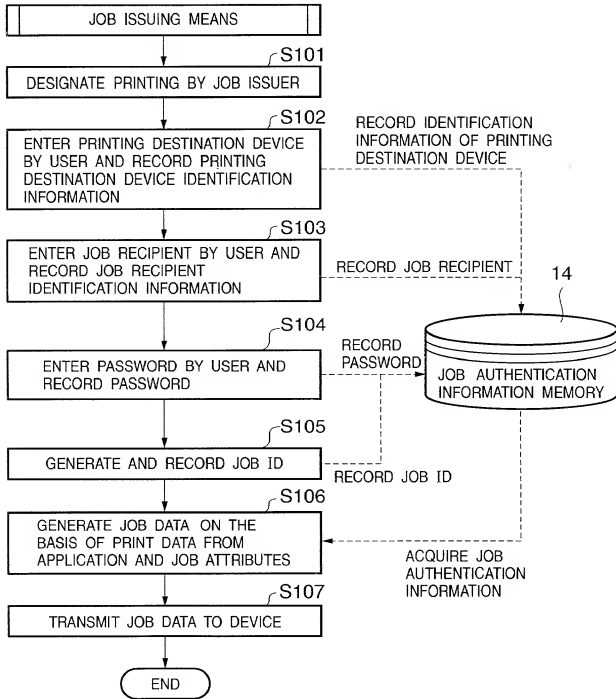 JOB ISSUING MEANS
S101
DESIGNATE PRINTING BY JOB ISSUER
S102
ENTER PRINTING DESTINATION DEVICE
BY USER AND RECORD PRINTING
DESTINATION DEVICE IDENTIFICATION
INFORMATION
RECORD IDENTIFICATION
INFORMATION OF PRINTING
DESTINATION DEVICE
S103
ENTER JOB RECIPIENT BY USER AND
RECORD JOB RECIPIENT
IDENTIFICATION INFORMATION
RECORD JOB RECIPIENT
14
S104
ENTER PASSWORD BY USER AND
RECORD PASSWORD
RECORD
PASSWORD
JOB AUTHENTICATION
INFORMATION MEMORY
S105
GENERATE AND RECORD JOB ID
RECORD JOB ID
S106
GENERATE JOB DATA ON THE
BASIS OF PRINT DATA FROM
APPLICATION AND JOB ATTRIBUTES
ACQUIRE JOB
AUTHENTICATION
INFORMATION
S107
TRANSMIT JOB DATA TO DEVICE
END